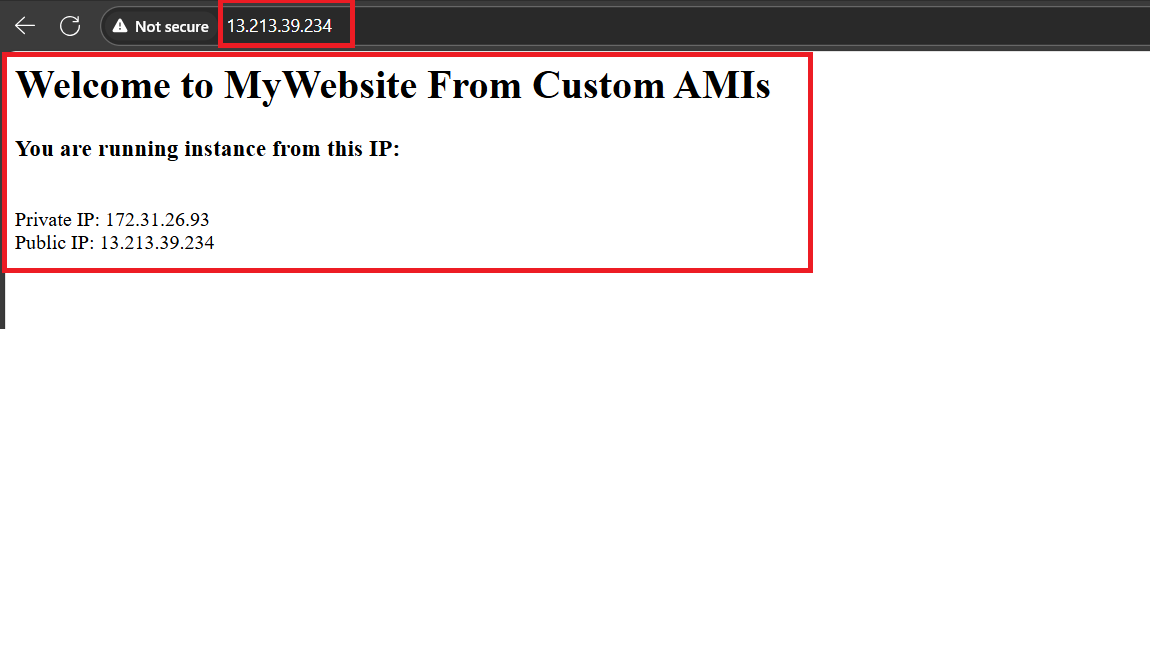 Not secure 13.213.39.234
Welcome to MyWebsite From Custom AMIs
You are running instance from this IP:
Private IP: 172.31.26.93
Public IP: 13.213.39.234